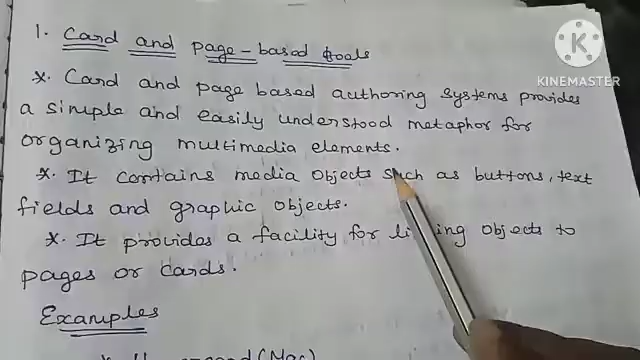 1. Card and page-based tools
*. Card and page based authoring systems provides
a simple and easily understood metaphor for
organizing multimedia elements.
*. It contains media objects such as buttons, text
fields and graphic objects.
*. It provides a facility for objects to
pages or cards.
Examples
(Mac)
KINEMASTER